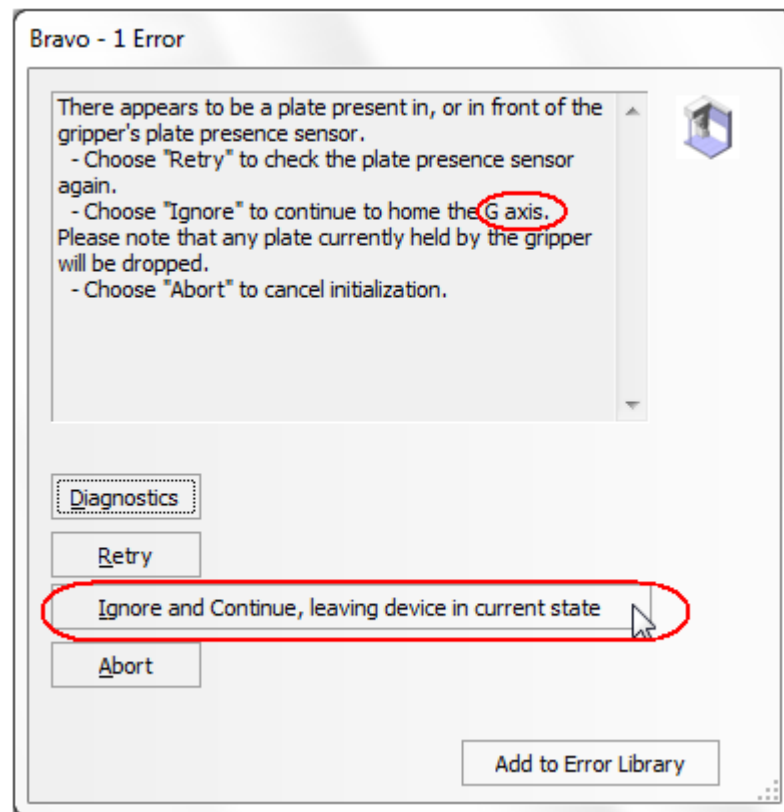 Bravo - 1 Error
There appears to be a plate present in, or in front of the
gripper's plate presence sensor.
- Choose "Retry" to check the plate presence sensor
again.
- Choose "Ignore" to continue to home the G axis.
Please note that any plate currently held by the gripper
will be dropped.
- Choose "Abort" to cancel initialization.
Diagnostics
Retry
Ignore and Continue, leaving device in current state
Abort
Add to Error Library